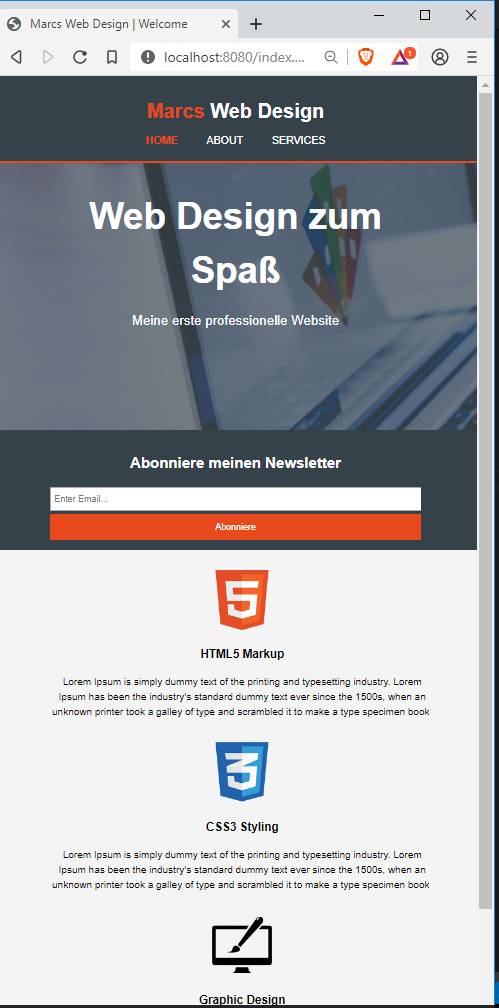 Marcs Web Design | Welcome
localhost:8080/index....
1
Marcs Web Design
HOME ABOUT SERVICES
Web Design zum
Spaß
Meine erste professionelle Website
Abonniere meinen Newsletter
Enter Email...
Abonniere
5
HTML5 Markup
Lorem Ipsum is simply dummy text of the printing and typesetting industry. Lorem
Ipsum has been the industry's standard dummy text ever since the 1500s, when an
unknown printer took a galley of type and scrambled it to make a type specimen book
3
CSS3 Styling
Lorem Ipsum is simply dummy text of the printing and typesetting industry. Lorem
Ipsum has been the industry's standard dummy text ever since the 1500s, when an
unknown printer took a galley of type and scrambled it to make a type specimen book
Graphic Design